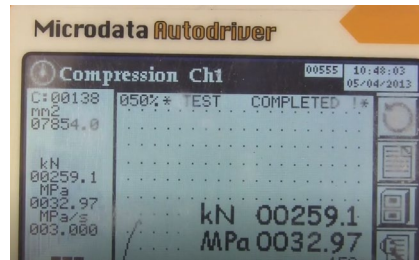 Microdata Autodriver
Compression Ch1
00555
10:48:03
05/04/2013
C:00138
mm2
07854.0
kN
00259.1
MPa
0032.97
MPa/s
003.000
050%* TEST COMPLETED !*
kN 00259.1
MPa 0032.97